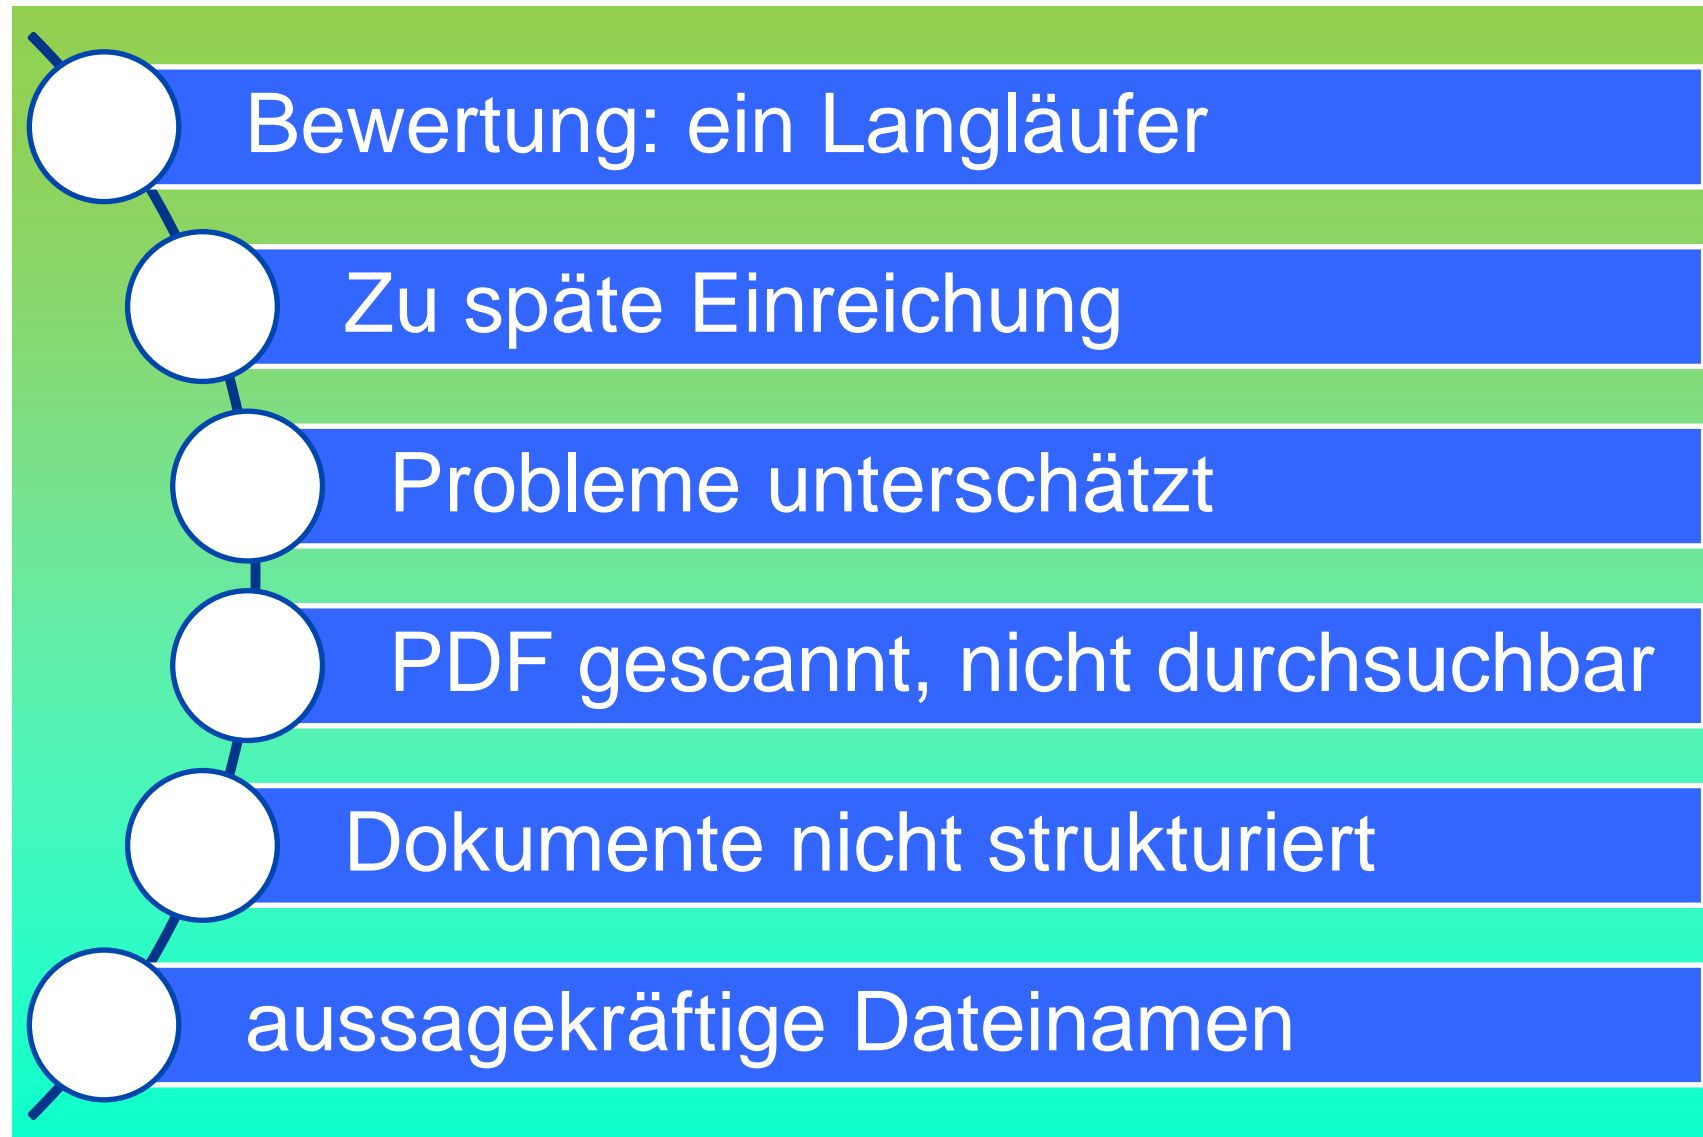 Bewertung: ein Langläufer
Zu späte Einreichung
Probleme unterschätzt
PDF gescannt, nicht durchsuchbar
Dokumente nicht strukturiert
aussagekräftige Dateinamen